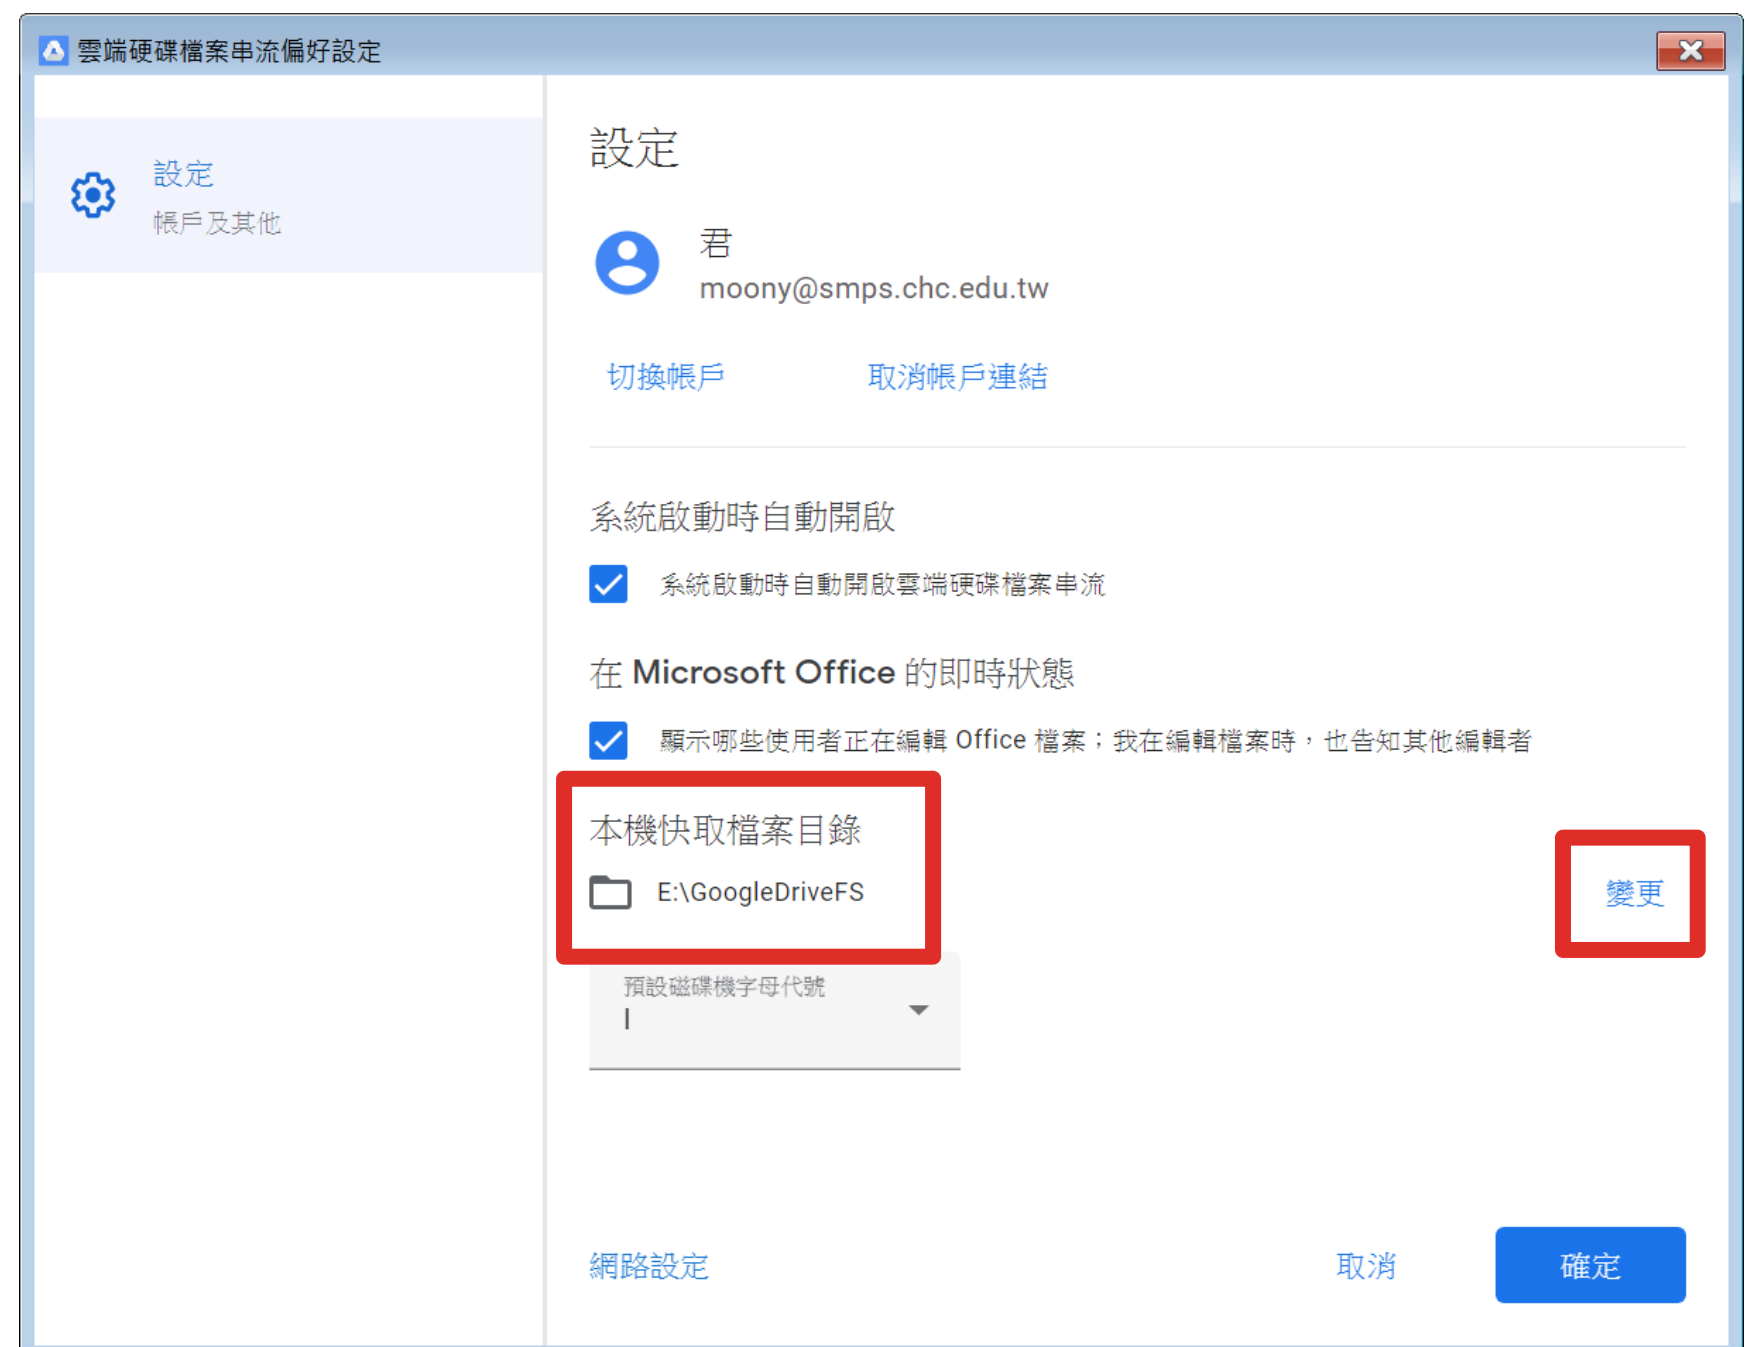 雲端硬碟檔案串流偏好設定
設定
帳戶及其他
設定
君
moony@smps.chc.edu.tw
切換帳戶
取消帳戶連結
系統啟動時自動開啟
系統啟動時自動開啟雲端硬碟檔案串流
在 Microsoft Office 的即時狀態
顯示哪些使用者正在編輯 Office 檔案；我在編輯檔案時，也告知其他編輯者
本機快取檔案目錄
E:\GoogleDriveFS
變更
預設磁碟機字母代號
I
網路設定
取消
確定